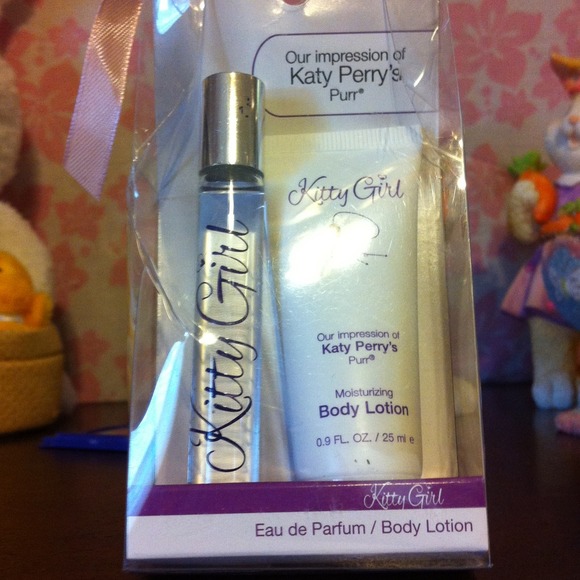 Our impression of
Katy Perry's
Purr®
Kitty Girl
Kitty Girl
Our impression of
Katy Perry's
Purr®
Moisturizing
Body Lotion
0.9 FL. OZ. / 25 ml e
Kitty Girl
Eau de Parfum / Body Lotion